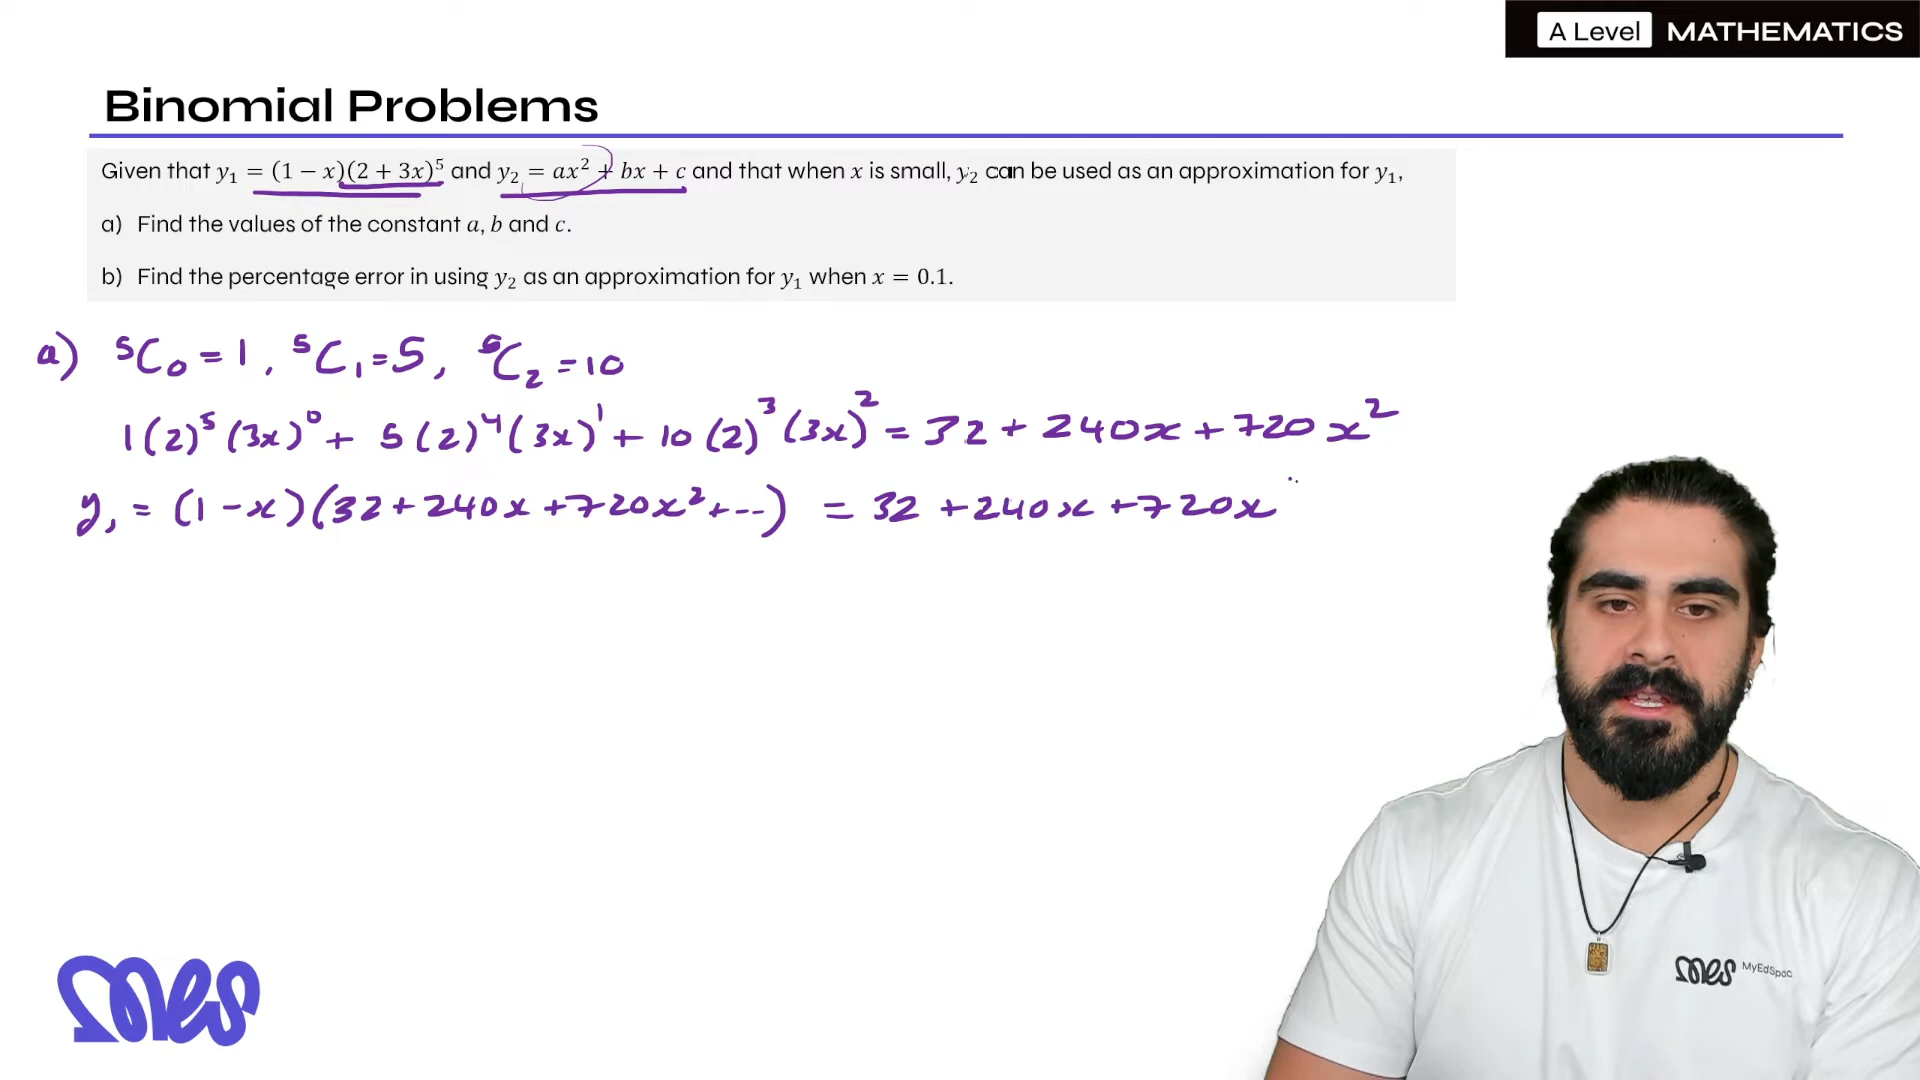 A Level MATHEMATICS
Binomial Problems
Given that y₁ = (1 − x)(2 + 3x)⁵ and y₂ = ax² + bx + c and that when x is small, y₂ can be used as an approximation for y₁,
a) Find the values of the constant a, b and c.
b) Find the percentage error in using y₂ as an approximation for y₁ when x = 0.1.
a) ⁵C₀ = 1, ⁵C₁ = 5, ⁵C₂ = 10
1(2)⁵(3x)⁰ + 5(2)⁴(3x)¹ + 10(2)³(3x)² = 32 + 240x + 720x²
y₁ = (1 − x)(32 + 240x + 720x² + ---) = 32 + 240x + 720x
mes
mes MyEdSpac